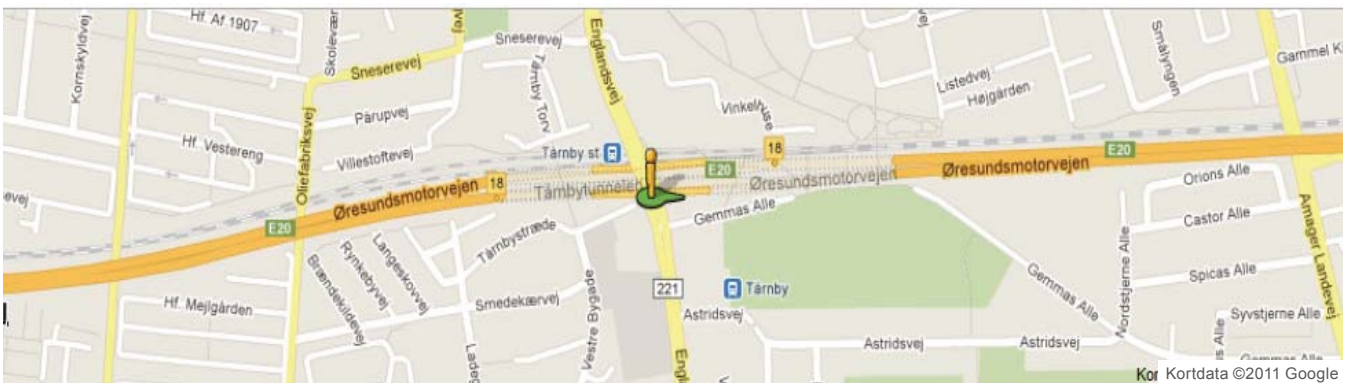 Hf. Af 1907
Kornskyldvej
Sneserevej
Sneserevej
Englandsvej
Tårnby Torv
Pårupvej
Hf. Vestereng
Villestoftevej
Oliefabriksvej
Tårnby st
Vinkelhuse
Listedvej
Højgården
Smålyngen
Gammel K
18
E20
18
Øresundsmotorvejen
Tårnbytunnelen
Øresundsmotorvejen
Øresundsmotorvejen
E20
E20
Orions Alle
Castor Alle
Spicas Alle
Syvstjerne Alle
Amager Landevej
Nordstjerne Alle
Gemmas Alle
Gemmas Alle
Tårnbystræde
Langeskovvej
Rynkebyvej
Brændekildevej
Hf. Mejlgården
Smedekærvej
Vestre Bygade
221
Tårnby
Astridsvej
Astridsvej
Astridsvej
Kortdata ©2011 Google